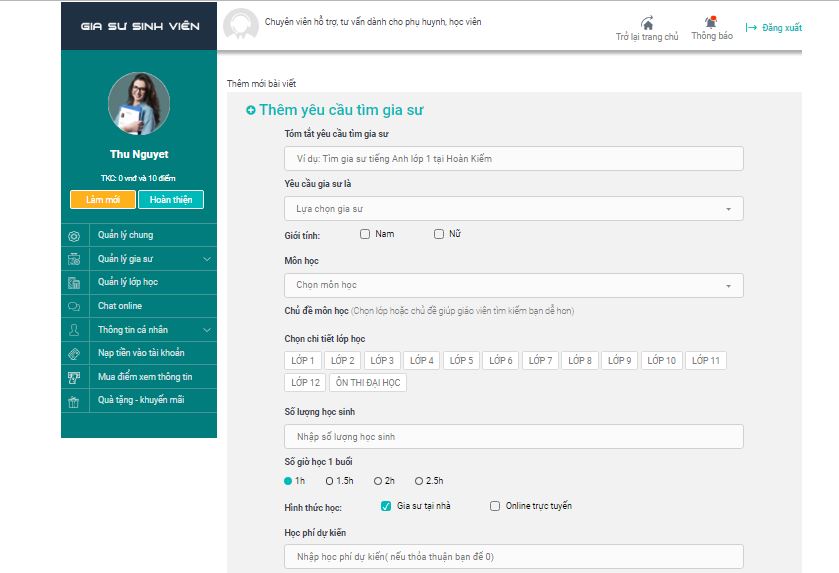 GIA SƯ SINH VIÊN
Chuyên viên hỗ trợ, tư vấn dành cho phụ huynh, học viên
Trở lại trang chủ
Thông báo
Đăng xuất
Thu Nguyet
TKC: 0 vnđ và 10 điểm
Làm mới
Hoàn thiện
Quản lý chung
Quản lý gia sư
Quản lý lớp học
Chat online
Thông tin cá nhân
Nạp tiền vào tài khoản
Mua điểm xem thông tin
Quà tặng - khuyến mãi
Thêm mới bài viết
Thêm yêu cầu tìm gia sư
Tóm tắt yêu cầu tìm gia sư
Ví dụ: Tìm gia sư tiếng Anh lớp 1 tại Hoàn Kiếm
Yêu cầu gia sư là
Lựa chọn gia sư
Giới tính: Nam Nữ
Môn học
Chọn môn học
Chủ đề môn học (Chọn lớp hoặc chủ đề giúp giáo viên tìm kiếm bạn dễ hơn)
Chọn chi tiết lớp học
LỚP 1 LỚP 2 LỚP 3 LỚP 4 LỚP 5 LỚP 6 LỚP 7 LỚP 8 LỚP 9 LỚP 10 LỚP 11
LỚP 12 ÔN THI ĐẠI HỌC
Số lượng học sinh
Nhập số lượng học sinh
Số giờ học 1 buổi
1h 1.5h 2h 2.5h
Hình thức học: Gia sư tại nhà Online trực tuyến
Học phí dự kiến
Nhập học phí dự kiến( nếu thỏa thuận bạn để 0)